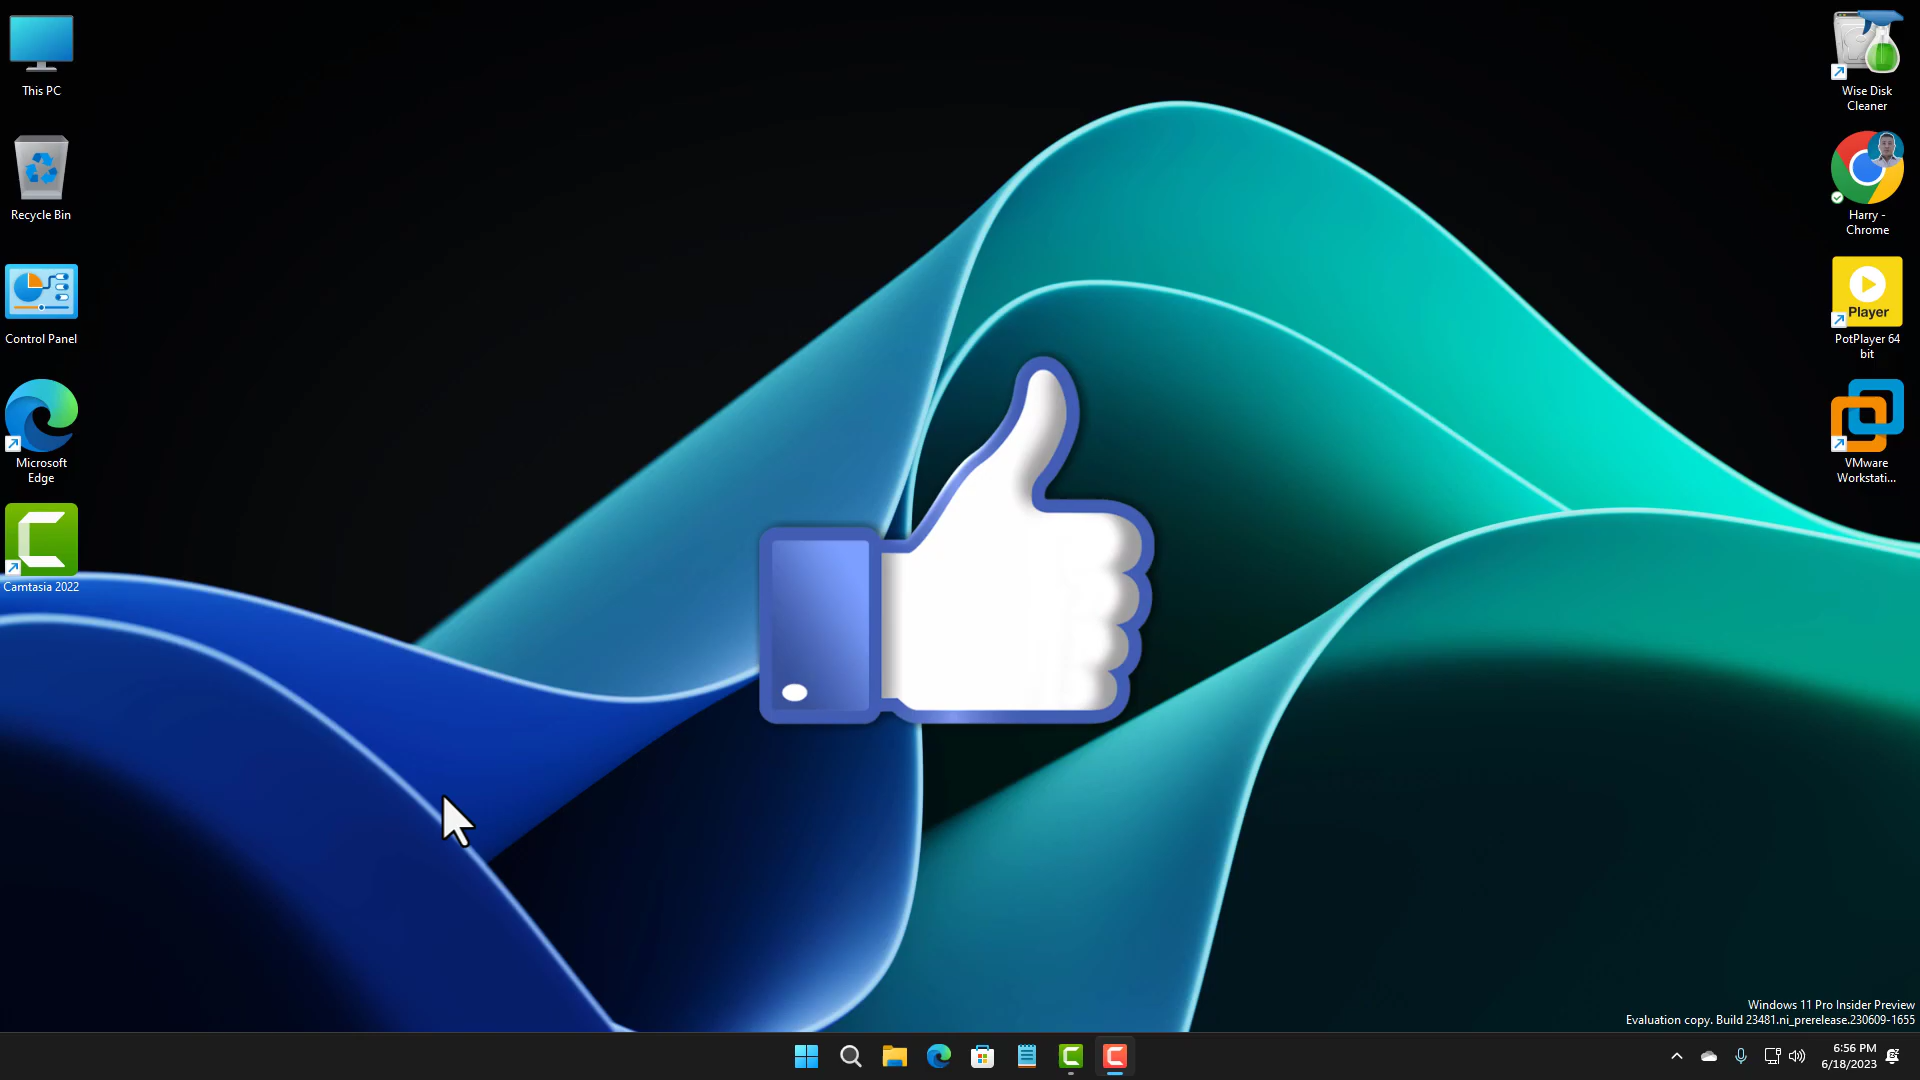 This PC
Recycle Bin
Control Panel
Microsoft
Edge
Camtasia 2022
Wise Disk
Cleaner
Harry -
Chrome
Player
PotPlayer 64
bit
VMware
Workstati...
Windows 11 Pro Insider Preview
Evaluation copy. Build 23481.ni_prerelease.230609-1655
6:56 PM
6/18/2023